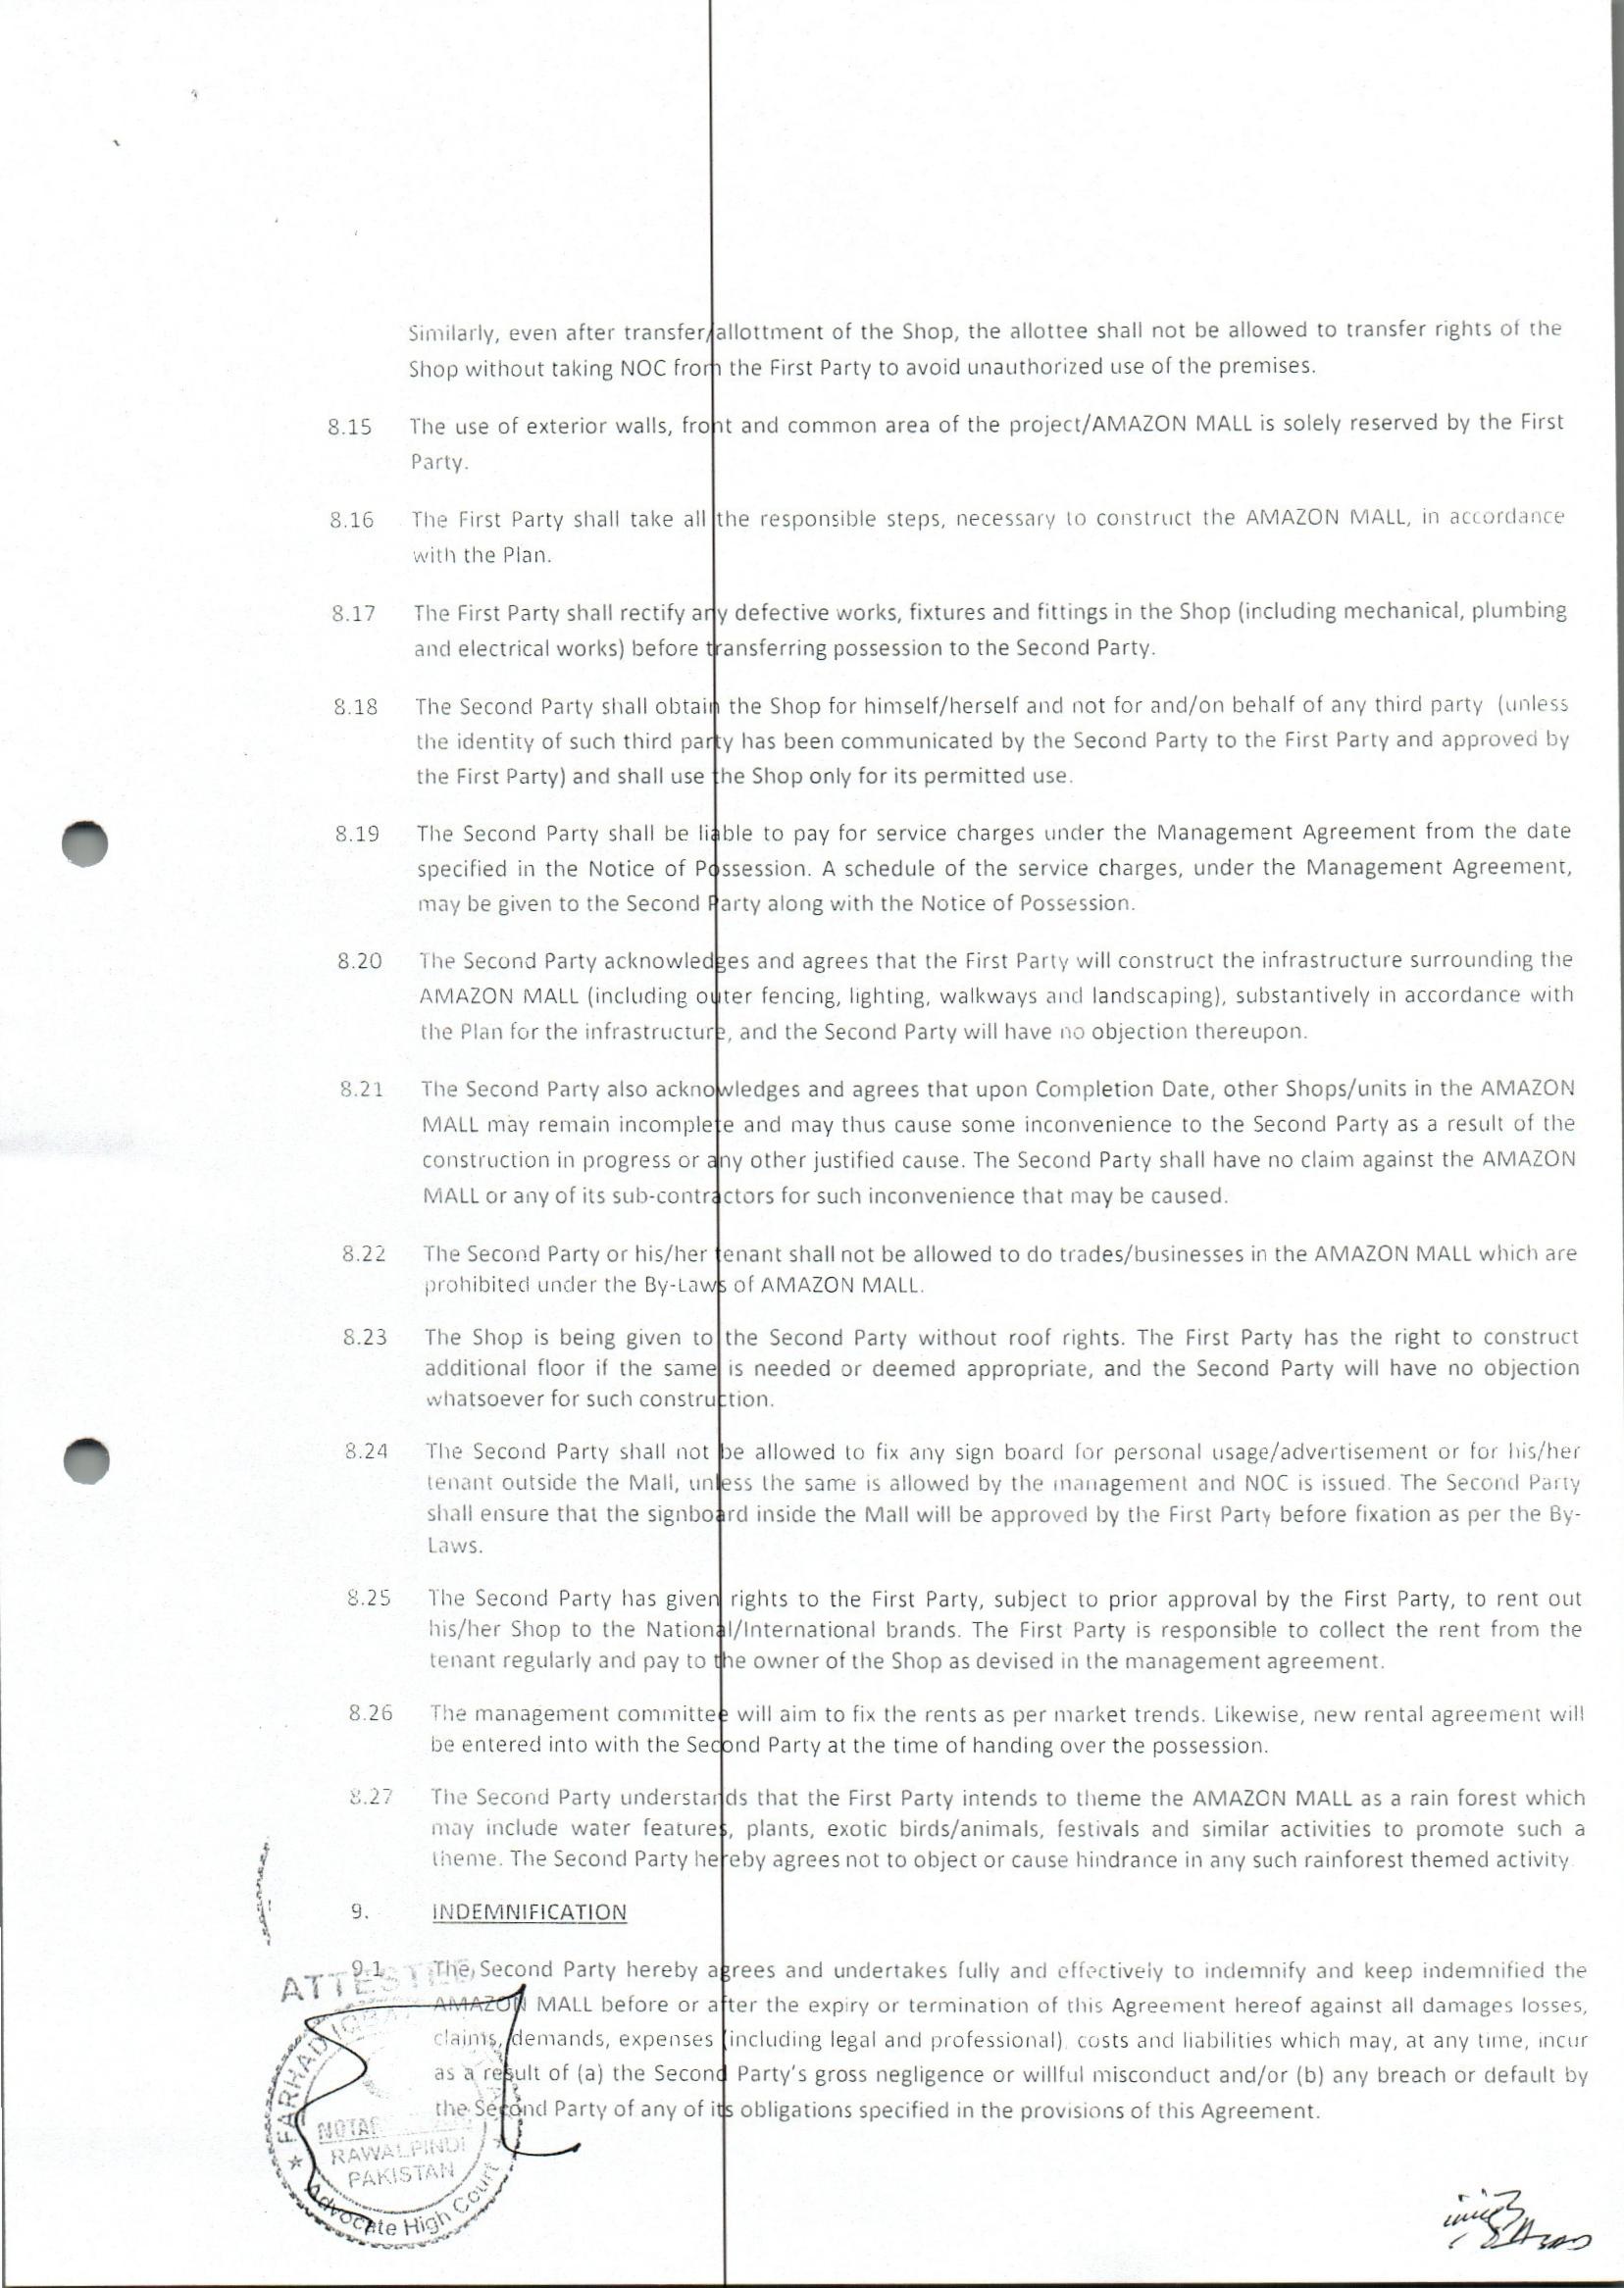 Similarly, even after transfer/allottment of the Shop, the allottee shall not be allowed to transfer rights of the
Shop without taking NOC from the First Party to avoid unauthorized use of the premises.
8.15 The use of exterior walls, front and common area of the project/AMAZON MALL is solely reserved by the First
Party.
8.16 The First Party shall take all the responsible steps, necessary to construct the AMAZON MALL, in accordance
with the Plan.
8.17 The First Party shall rectify any defective works, fixtures and fittings in the Shop (including mechanical, plumbing
and electrical works) before transferring possession to the Second Party.
8.18 The Second Party shall obtain the Shop for himself/herself and not for and/on behalf of any third party (unless
the identity of such third party has been communicated by the Second Party to the First Party and approved by
the First Party) and shall use the Shop only for its permitted use.
8.19 The Second Party shall be liable to pay for service charges under the Management Agreement from the date
specified in the Notice of Possession. A schedule of the service charges, under the Management Agreement,
may be given to the Second Party along with the Notice of Possession.
8.20 The Second Party acknowledges and agrees that the First Party will construct the infrastructure surrounding the
AMAZON MALL (including outer fencing, lighting, walkways and landscaping), substantively in accordance with
the Plan for the infrastructure, and the Second Party will have no objection thereupon.
8.21 The Second Party also acknowledges and agrees that upon Completion Date, other Shops/units in the AMAZON
MALL may remain incomplete and may thus cause some inconvenience to the Second Party as a result of the
construction in progress or any other justified cause. The Second Party shall have no claim against the AMAZON
MALL or any of its sub-contractors for such inconvenience that may be caused.
8.22 The Second Party or his/her tenant shall not be allowed to do trades/businesses in the AMAZON MALL which are
prohibited under the By-Laws of AMAZON MALL.
8.23 The Shop is being given to the Second Party without roof rights. The First Party has the right to construct
additional floor if the same is needed or deemed appropriate, and the Second Party will have no objection
whatsoever for such construction.
8.24 The Second Party shall not be allowed to fix any sign board for personal usage/advertisement or for his/her
tenant outside the Mall, unless the same is allowed by the management and NOC is issued. The Second Party
shall ensure that the signboard inside the Mall will be approved by the First Party before fixation as per the By-
Laws.
8.25 The Second Party has given rights to the First Party, subject to prior approval by the First Party, to rent out
his/her Shop to the National/International brands. The First Party is responsible to collect the rent from the
tenant regularly and pay to the owner of the Shop as devised in the management agreement.
8.26 The management committee will aim to fix the rents as per market trends. Likewise, new rental agreement will
be entered into with the Second Party at the time of handing over the possession.
8.27 The Second Party understands that the First Party intends to theme the AMAZON MALL as a rain forest which
may include water features, plants, exotic birds/animals, festivals and similar activities to promote such a
theme. The Second Party hereby agrees not to object or cause hindrance in any such rainforest themed activity
9. INDEMNIFICATION
9.1 The Second Party hereby agrees and undertakes fully and effectively to indemnify and keep indemnified the
AMAZON MALL before or after the expiry or termination of this Agreement hereof against all damages losses,
claims, demands, expenses (including legal and professional), costs and liabilities which may, at any time, incur
as a result of (a) the Second Party's gross negligence or willful misconduct and/or (b) any breach or default by
the Second Party of any of its obligations specified in the provisions of this Agreement.
ATTESTED
FARHAD
RAWALPINDI
PAKISTAN
Advocate High Court